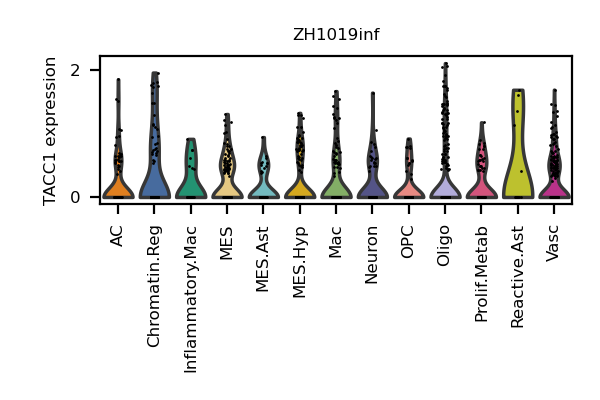 ZH1019inf
TACC1 expression
2
0
AC
Chromatin.Reg
Inflammatory.Mac
MES
MES.Ast
MES.Hyp
Mac
Neuron
OPC
Oligo
Prolif.Metab
Reactive.Ast
Vasc